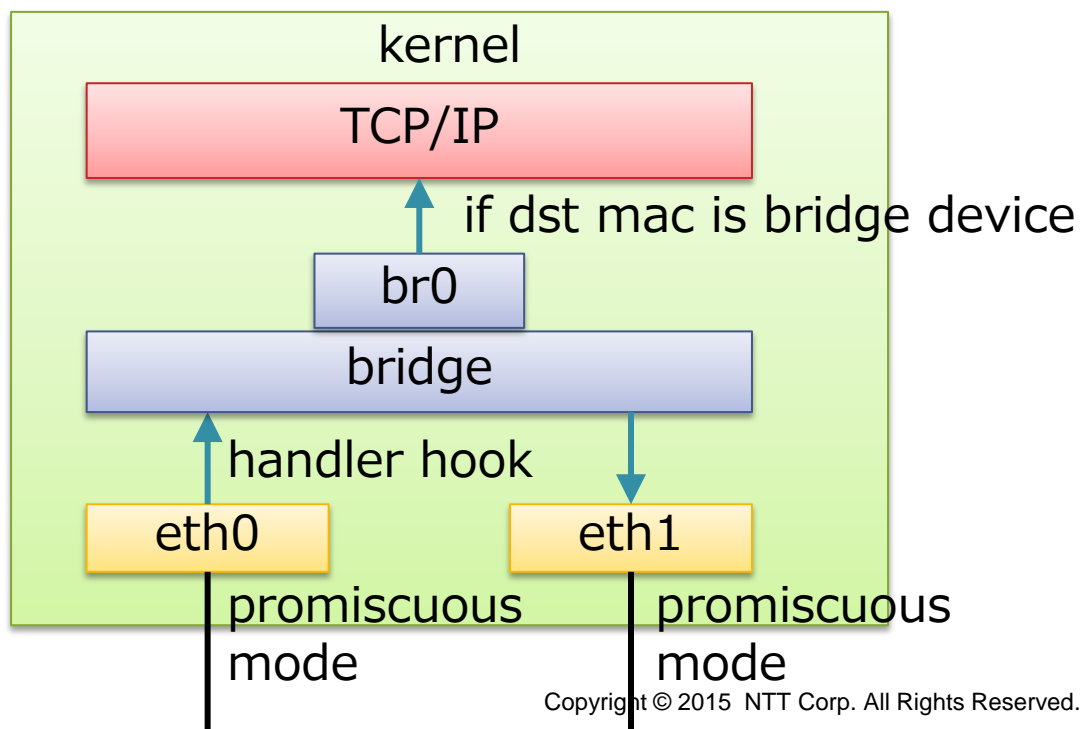 kernel
TCP/IP
if dst mac is bridge device
br0
bridge
handler hook
eth0
eth1
promiscuous
mode
promiscuous
mode
Copyright © 2015 NTT Corp. All Rights Reserved.